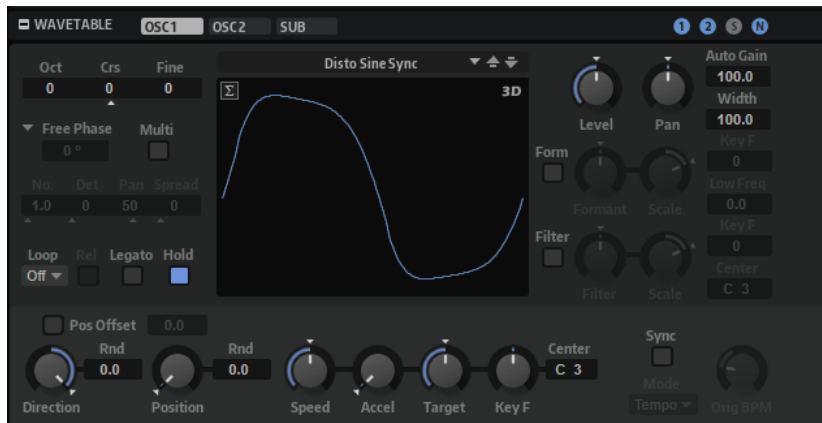 WAVETABLE OSC1 OSC2 SUB 1 2 S N
Oct Crs Fine
0 0 0
Free Phase Multi
0 °
No. Det Pan Spread
1.0 0 50 0
Loop Rel Legato Hold
Off
Disto Sine Sync
Σ 3D
Level Pan
Auto Gain
100.0
Width
100.0
Form
Formant Scale
Key F
0
Low Freq
0.0
Filter
Filter Scale
Key F
0
Center
C 3
Pos Offset 0.0
Direction
Rnd
0.0
Position
Rnd
0.0
Speed Accel Target Key F
Center
C 3
Sync
Mode
Tempo
Orig BPM